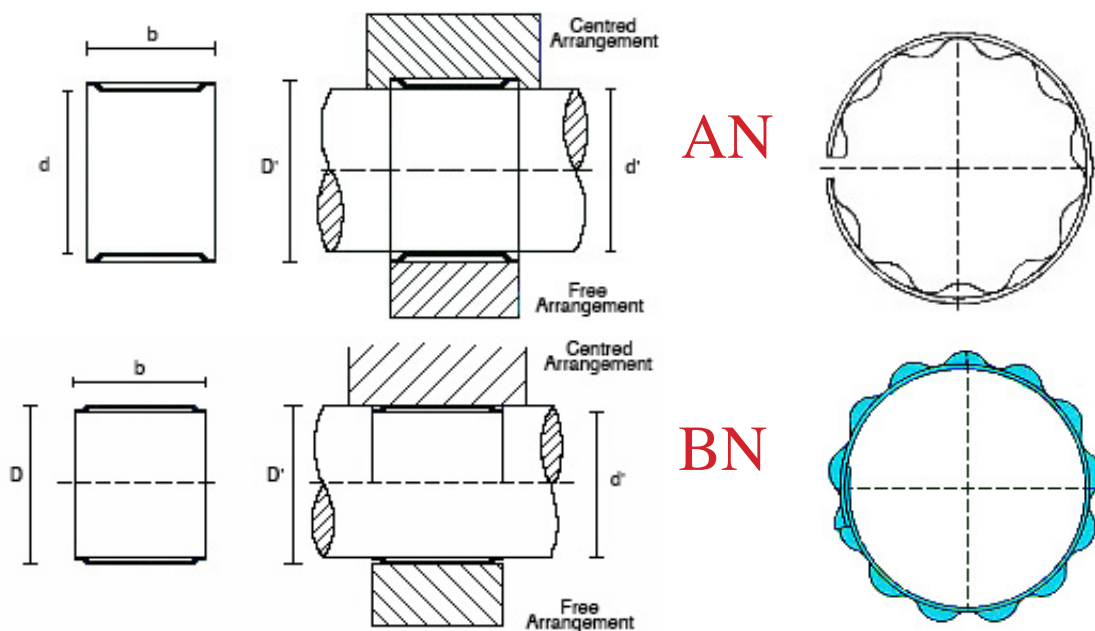 b
d
D'
d'
Centred
Arrangement
Free
Arrangement
AN
b
D
D'
d'
Centred
Arrangement
Free
Arrangement
BN